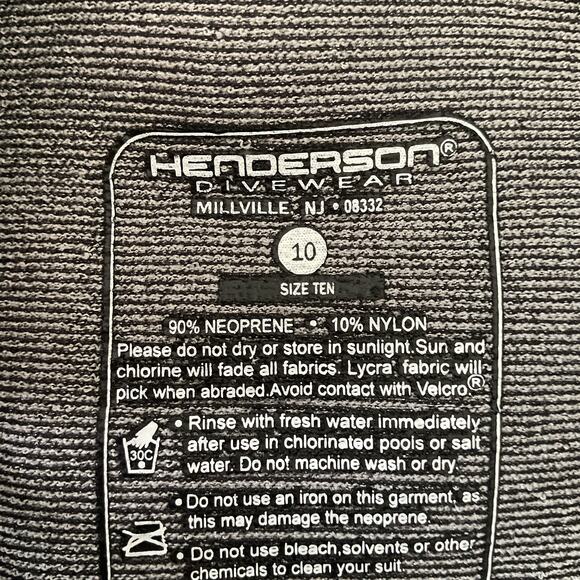 HENDERSON®
DIVEWEAR
MILLVILLE, NJ • 08332
10
SIZE TEN
90% NEOPRENE • 10% NYLON
Please do not dry or store in sunlight.Sun and
chlorine will fade all fabrics. Lycra' fabric will
pick when abraded.Avoid contact with Velcro®
30C
• Rinse with fresh water immediately
after use in chlorinated pools or salt
water. Do not machine wash or dry.
• Do not use an iron on this garment, as
this may damage the neoprene.
• Do not use bleach,solvents or other
chemicals to clean your suit.